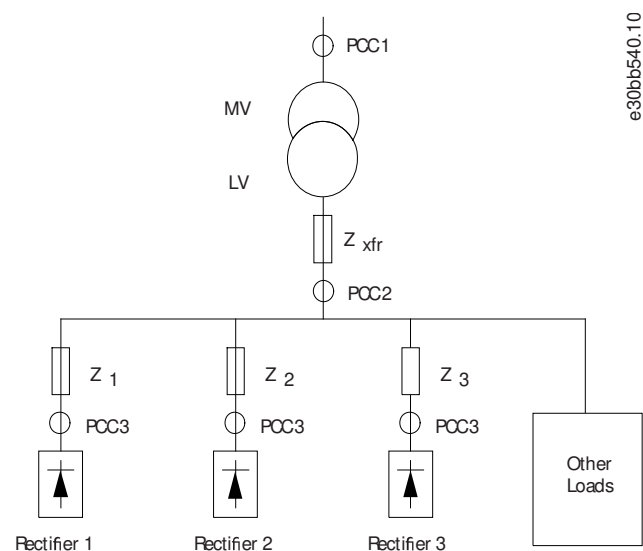 PCC1
e30bb540.10
MV
LV
Z xfr
PCC2
Z 1
Z 2
Z 3
PCC3
PCC3
PCC3
Other
Loads
Rectifier 1
Rectifier 2
Rectifier 3